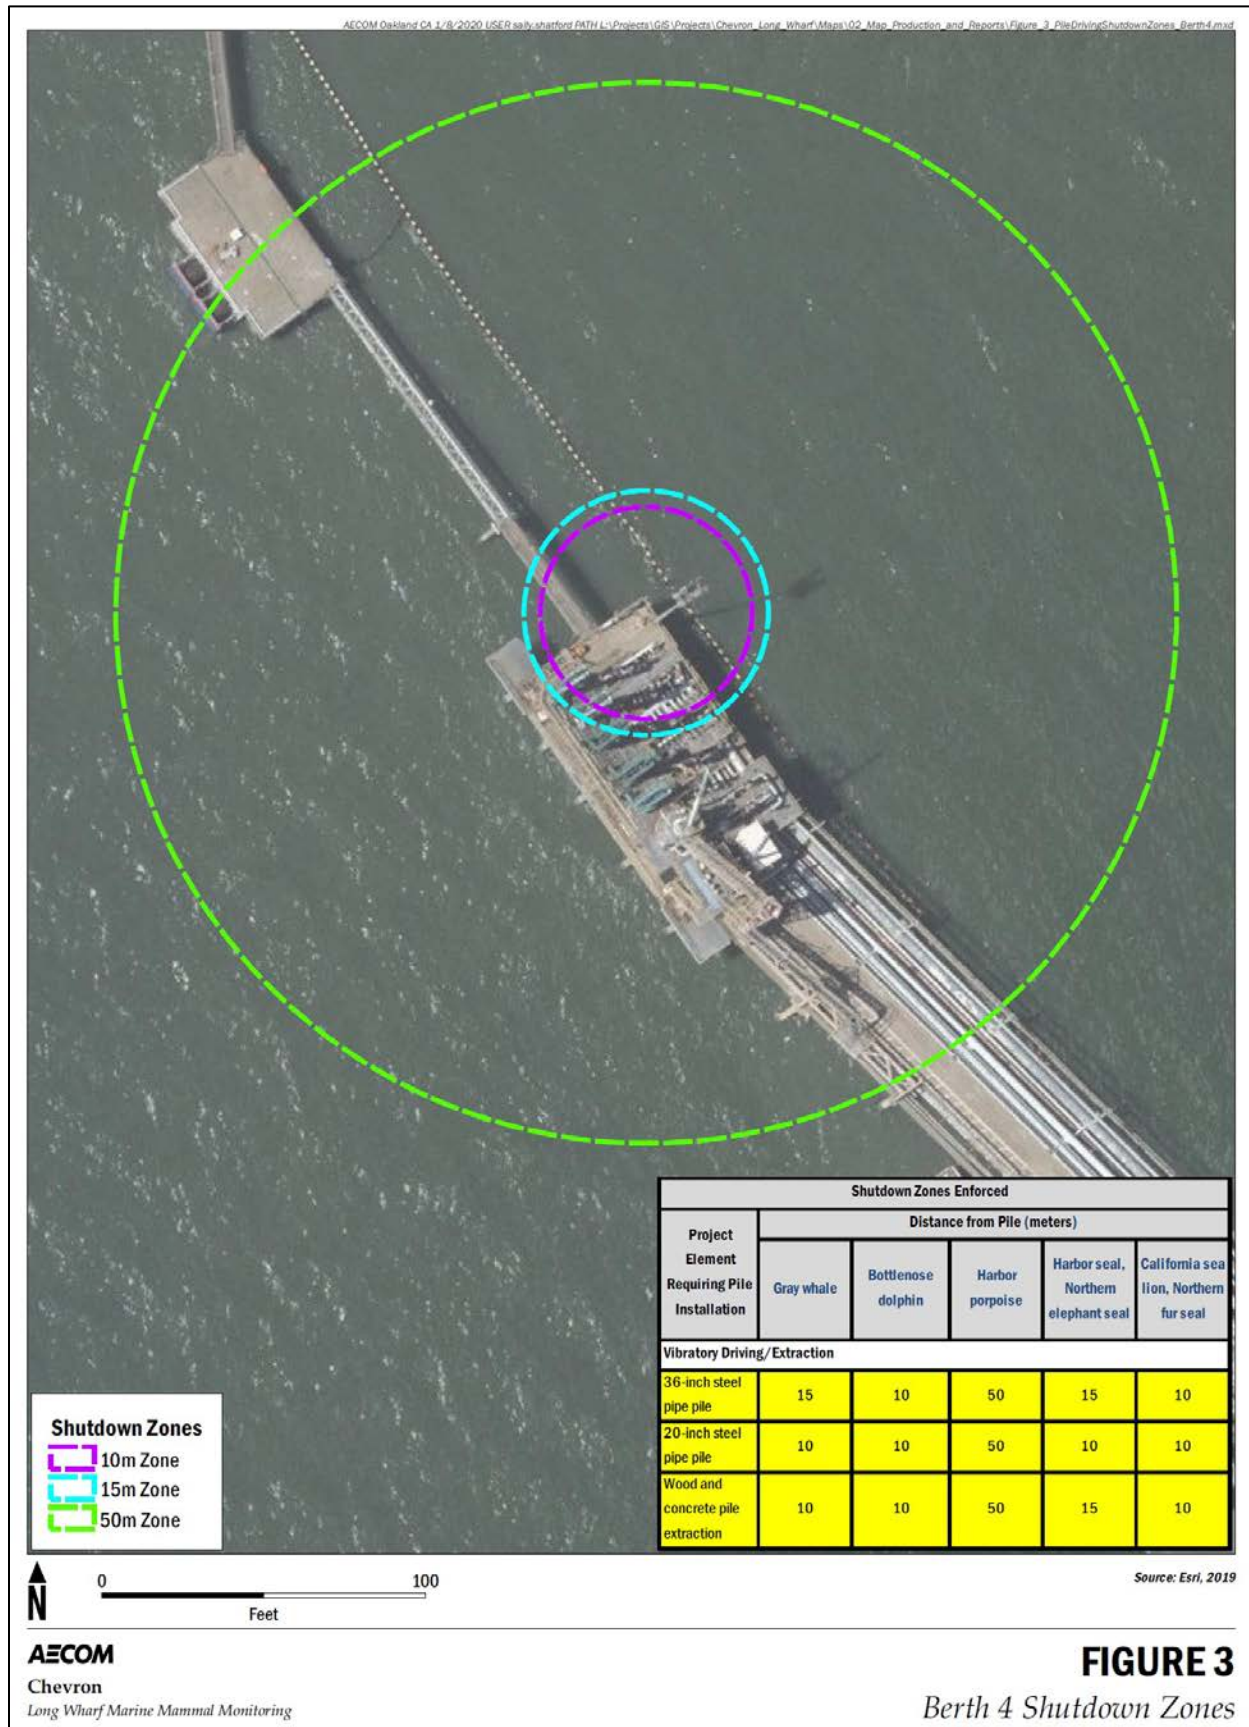 AECOM Oakland CA 1/8/2020 USER sally.shatford PATH L:\Projects\GIS\Projects\Chevron_Long_Wharf\Maps\02_Map_Production_and_Reports\Figure_3_PileDrivingShutdownZones_Berth4.mxd
Shutdown Zones Enforced
Project Element Requiring Pile Installation
Distance from Pile (meters)
Gray whale
Bottlenose dolphin
Harbor porpoise
Harbor seal, Northern elephant seal
California sea lion, Northern fur seal
Vibratory Driving/Extraction
36-inch steel pipe pile 15 10 50 15 10
20-inch steel pipe pile 10 10 50 10 10
Wood and concrete pile extraction 10 10 50 15 10
Shutdown Zones
10m Zone
15m Zone
50m Zone
N
0 100
Feet
Source: Esri, 2019
AECOM
Chevron
Long Wharf Marine Mammal Monitoring
FIGURE 3
Berth 4 Shutdown Zones